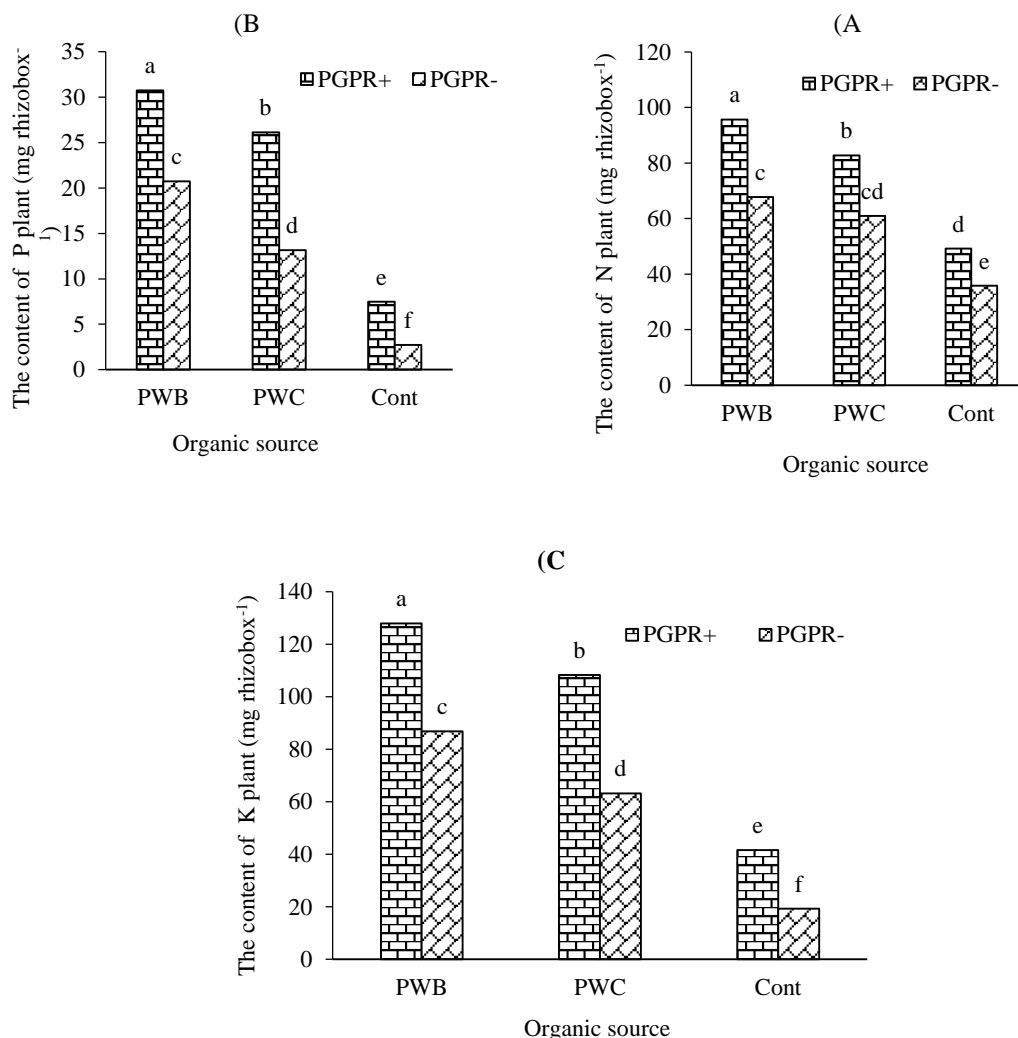 (B
The content of P plant (mg rhizobox-
1)
35
30
25
20
15
10
5
0
a
b
c
d
e
f
PGPR+ PGPR-
PWB PWC Cont
Organic source
(A
The content of N plant (mg rhizobox-1)
120
100
80
60
40
20
0
a
b
c
cd
d
e
PGPR+ PGPR-
PWB PWC Cont
Organic source
(C
The content of K plant (mg rhizobox-1)
140
120
100
80
60
40
20
0
a
b
c
d
e
f
PGPR+ PGPR-
PWB PWC Cont
Organic source